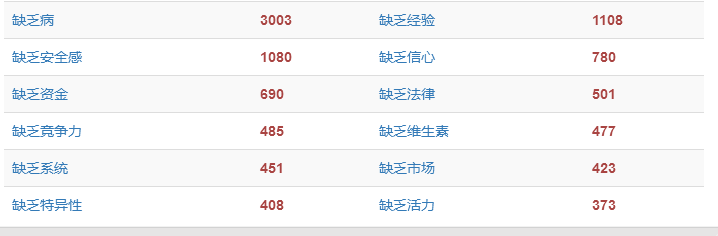 缺乏病 3003 缺乏经验 1108
缺乏安全感 1080 缺乏信心 780
缺乏资金 690 缺乏法律 501
缺乏竞争力 485 缺乏维生素 477
缺乏系统 451 缺乏市场 423
缺乏特异性 408 缺乏活力 373